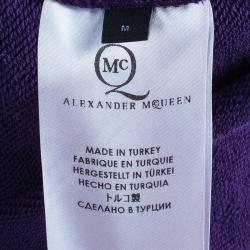 M
McQ
ALEXANDER McQUEEN
MADE IN TURKEY
FABRIQUE EN TURQUIE
HERGESTELLT IN TÜRKEI
HECHO EN TURQUIA
トルコ製
СДЕЛАНО В ТУРЦИИ